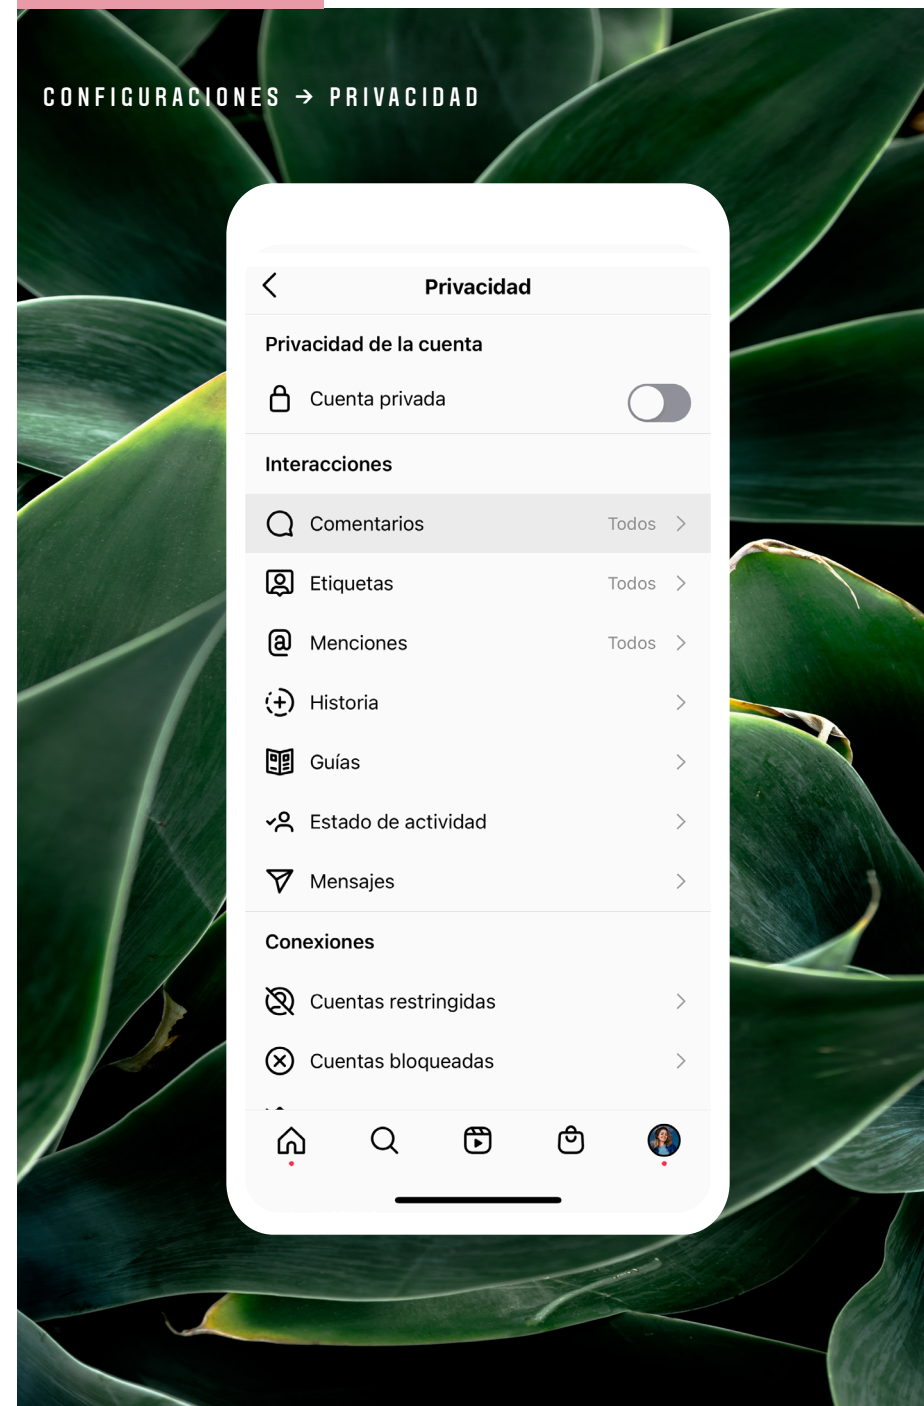 CONFIGURACIONES → PRIVACIDAD
Privacidad
Privacidad de la cuenta
Cuenta privada
Interacciones
Comentarios Todos
Etiquetas Todos
Menciones Todos
Historia
Guías
Estado de actividad
Mensajes
Conexiones
Cuentas restringidas
Cuentas bloqueadas